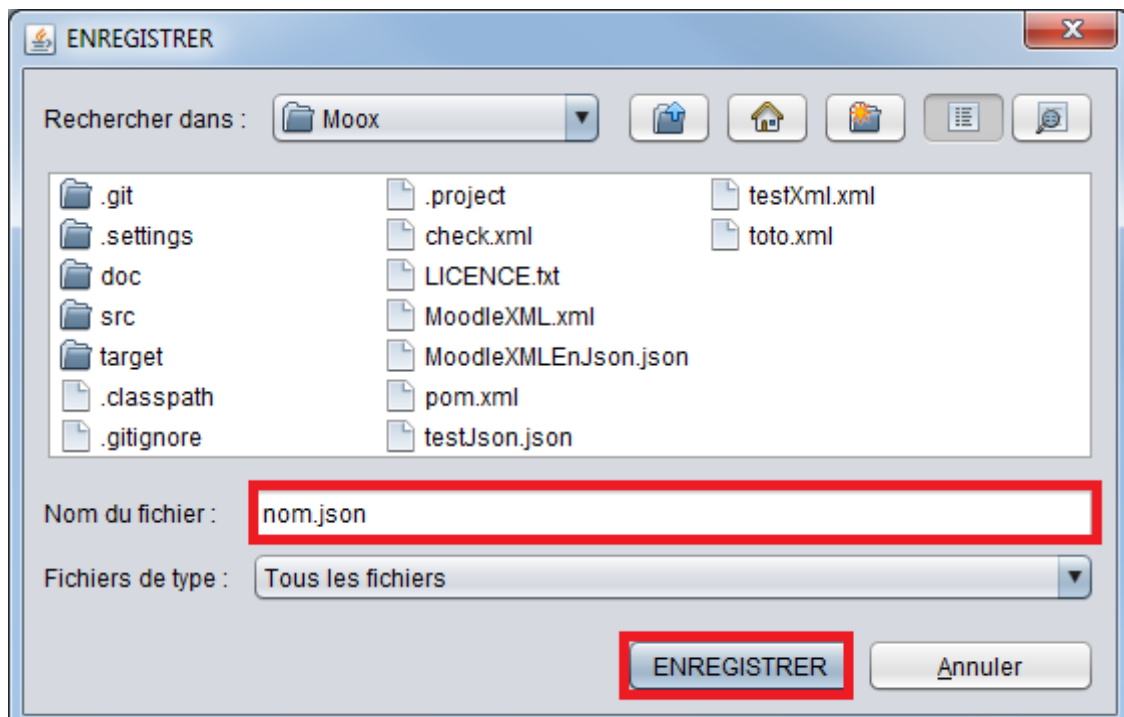 ENREGISTRER
Rechercher dans : Moox
.git .project testXml.xml
.settings check.xml toto.xml
doc LICENCE.txt
src MoodleXML.xml
target MoodleXMLEnJson.json
.classpath pom.xml
.gitignore testJson.json
Nom du fichier : nom.json
Fichiers de type : Tous les fichiers
ENREGISTRER Annuler